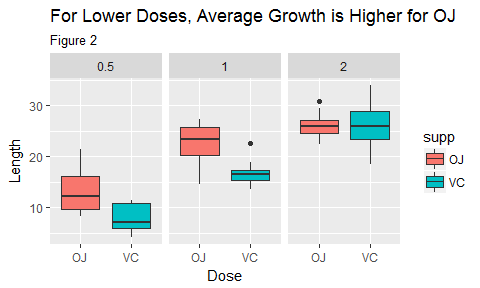 For Lower Doses, Average Growth is Higher for OJ
Figure 2
0.5 1 2
30
20
10
Length
OJ VC OJ VC OJ VC
Dose
supp
OJ
VC